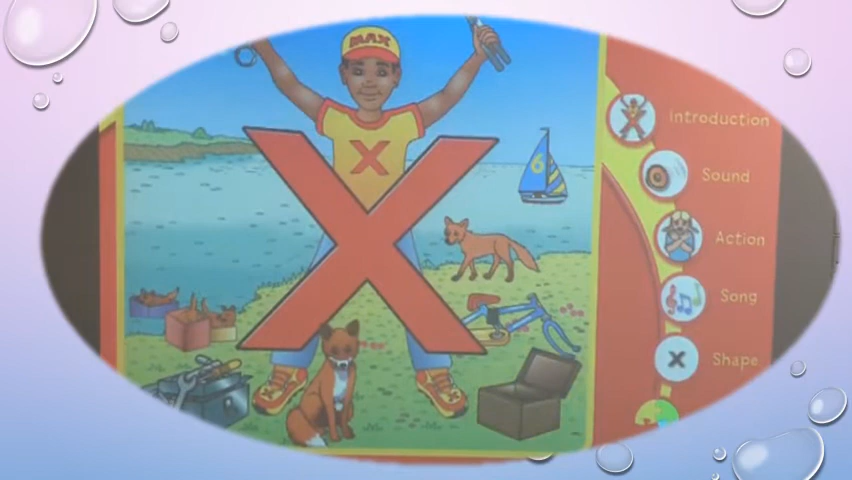 MAX
X
X
6
Introduction
Sound
Action
Song
Shape